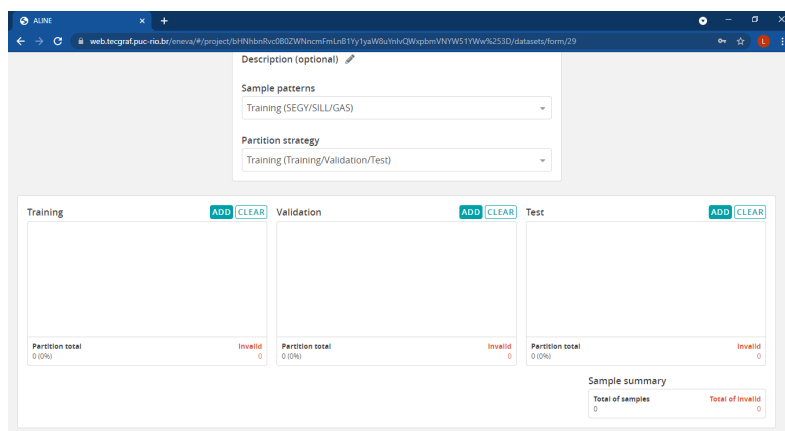 ALINE
web.tecgraf.puc-rio.br/eneva/#/project/bHNhbnRvc0B0ZWNncmFmLnB1Yy1yaW8uYnIvQWxpbmVNYW51YWw%253D/datasets/form/29
L
Description (optional)
Sample patterns
Training (SEGY/SILL/GAS)
Partition strategy
Training (Training/Validation/Test)
Training ADD CLEAR Validation ADD CLEAR Test ADD CLEAR
Partition total Invalid Partition total Invalid Partition total Invalid
0 (0%) 0 0 (0%) 0 0 (0%) 0
Sample summary
Total of samples Total of invalid
0 0